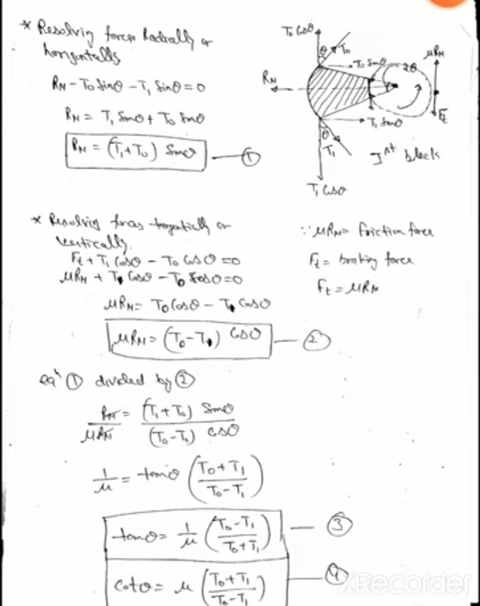 * Resolving forces Radially or
horizontally
RN - T0 Sinθ - T1 Sinθ = 0
RN = T1 Sinθ + T0 Sinθ
RN = (T1+T0) Sinθ ①
T0 Cosθ
θ T0
T0 Sinθ
2θ
μRN
RN
Ft
T1 Sinθ
θ
T1
Ist block
T1 Cosθ
* Resolving forces tangentially or
vertically.
Ft + T1 Cosθ - T0 Cosθ = 0
μRN + T1 Cosθ - T0 Cosθ = 0
μRN = T0 Cosθ - T1 Cosθ
μRN = (T0 - T1) Cosθ ②
∵ μRN = friction force
Ft = braking force
Ft = μRN
eqn ① divided by ②
RN/μRN = (T1+T0) Sinθ / (T0-T1) Cosθ
1/μ = tanθ (T0+T1 / T0-T1)
tanθ = 1/μ (T0-T1 / T0+T1) ③
Cotθ = μ (T0+T1 / T0-T1) ④
XRecorder